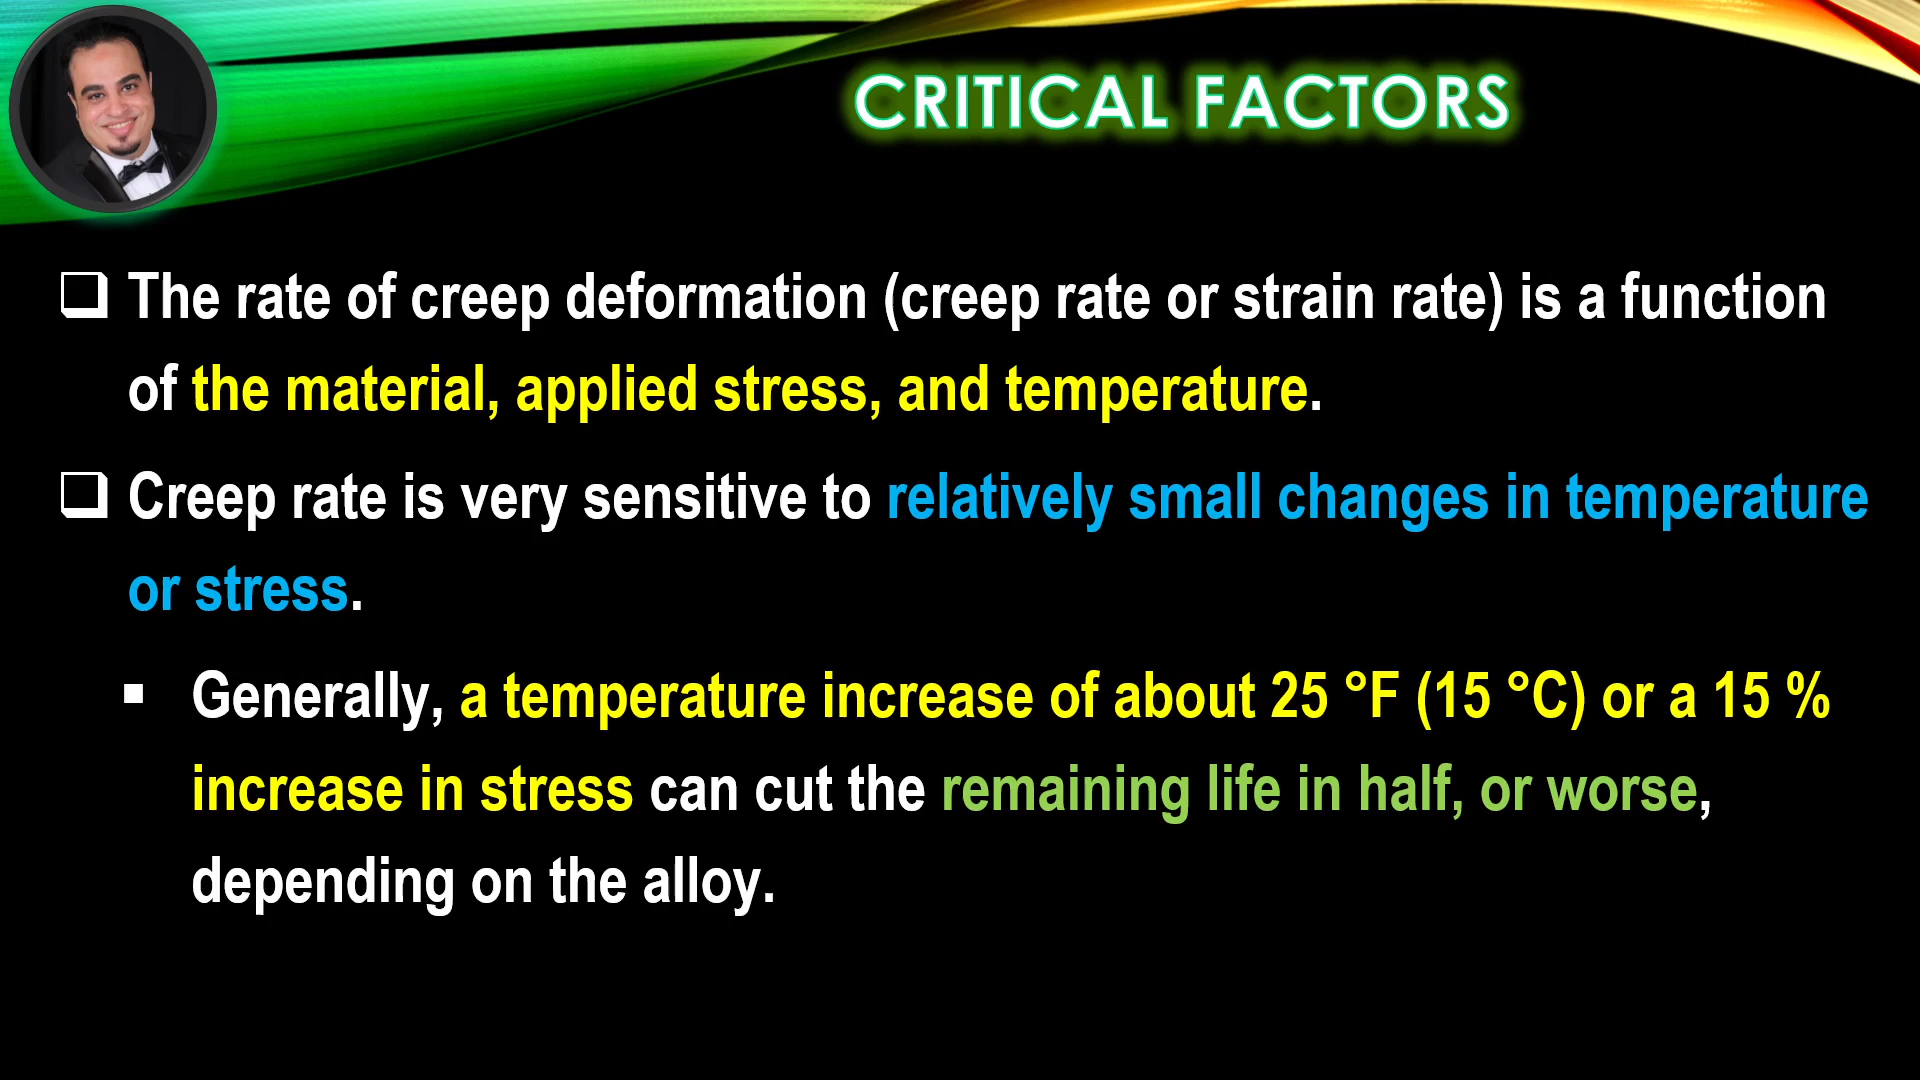 CRITICAL FACTORS
❑ The rate of creep deformation (creep rate or strain rate) is a function
of the material, applied stress, and temperature.
❑ Creep rate is very sensitive to relatively small changes in temperature
or stress.
▪ Generally, a temperature increase of about 25 °F (15 °C) or a 15 %
increase in stress can cut the remaining life in half, or worse,
depending on the alloy.